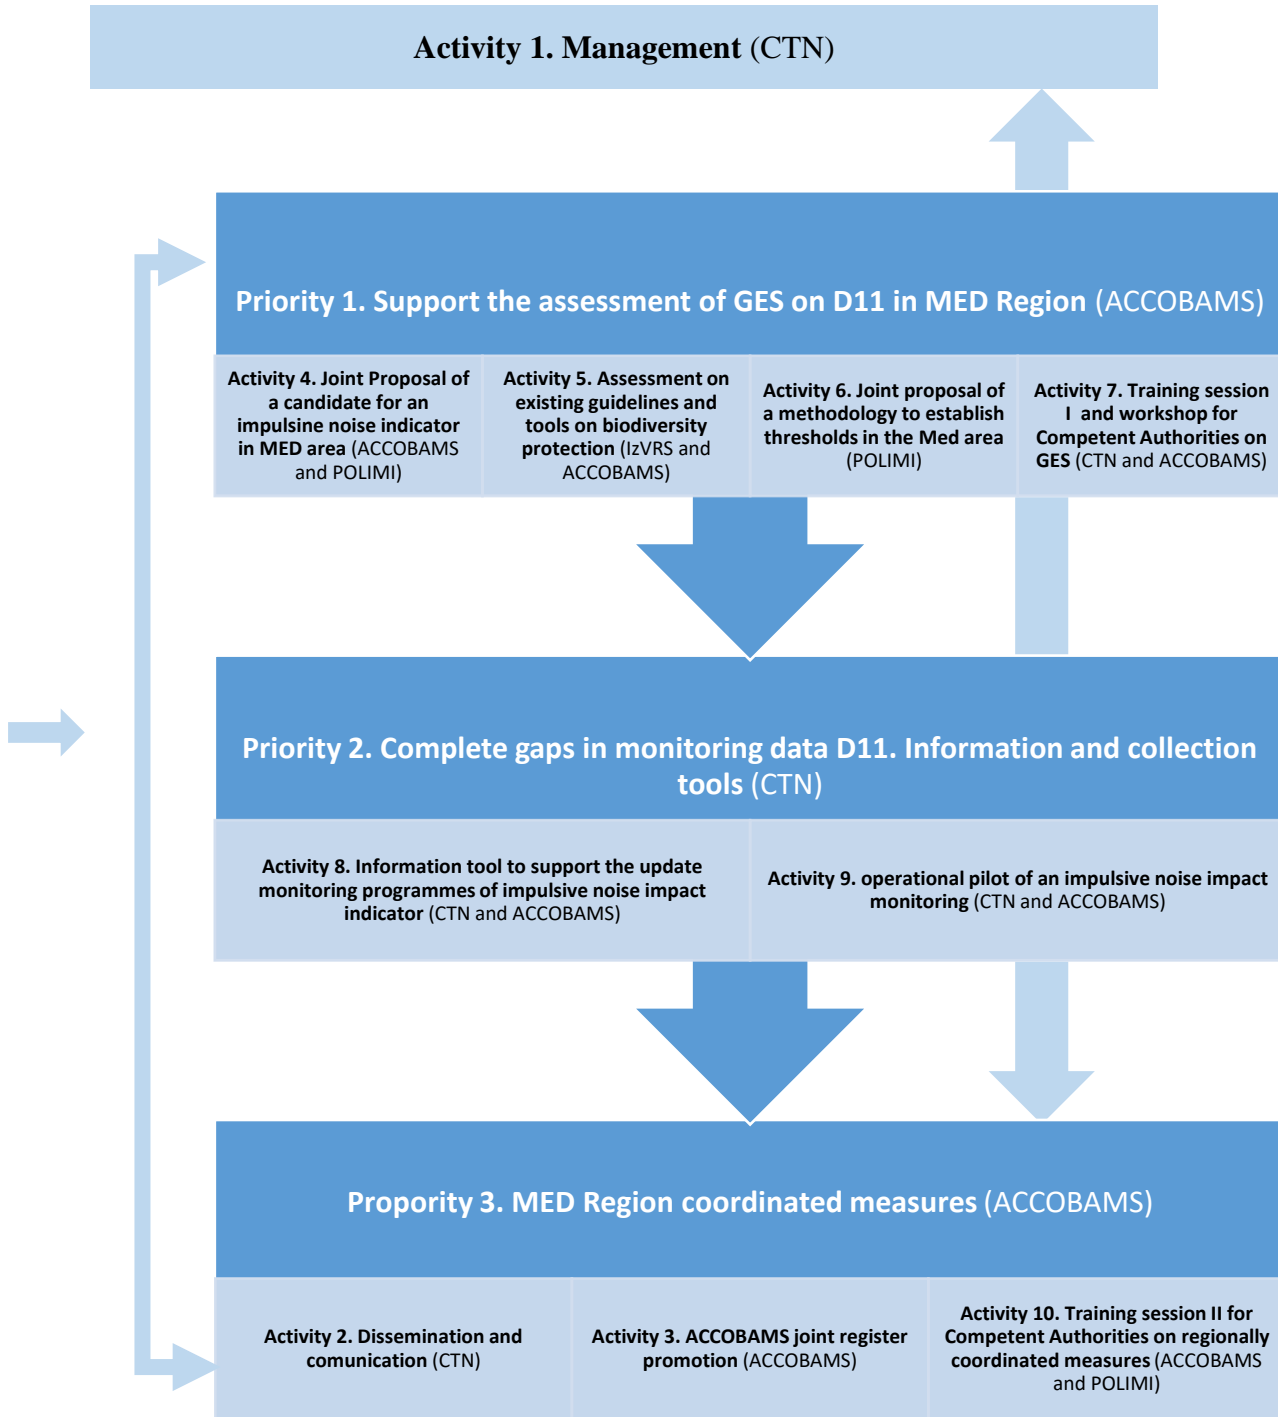 Activity 1. Management (CTN)
Priority 1. Support the assessment of GES on D11 in MED Region (ACCOBAMS)
Activity 4. Joint Proposal of
a candidate for an
impulsine noise indicator
in MED area (ACCOBAMS
and POLIMI)
Activity 5. Assessment on
existing guidelines and
tools on biodiversity
protection (IzVRS and
ACCOBAMS)
Activity 6. Joint proposal of
a methodology to establish
thresholds in the Med area
(POLIMI)
Activity 7. Training session
I and workshop for
Competent Authorities on
GES (CTN and ACCOBAMS)
Priority 2. Complete gaps in monitoring data D11. Information and collection
tools (CTN)
Activity 8. Information tool to support the update
monitoring programmes of impulsive noise impact
indicator (CTN and ACCOBAMS)
Activity 9. operational pilot of an impulsive noise impact
monitoring (CTN and ACCOBAMS)
Propority 3. MED Region coordinated measures (ACCOBAMS)
Activity 2. Dissemination and
comunication (CTN)
Activity 3. ACCOBAMS joint register
promotion (ACCOBAMS)
Activity 10. Training session II for
Competent Authorities on regionally
coordinated measures (ACCOBAMS
and POLIMI)